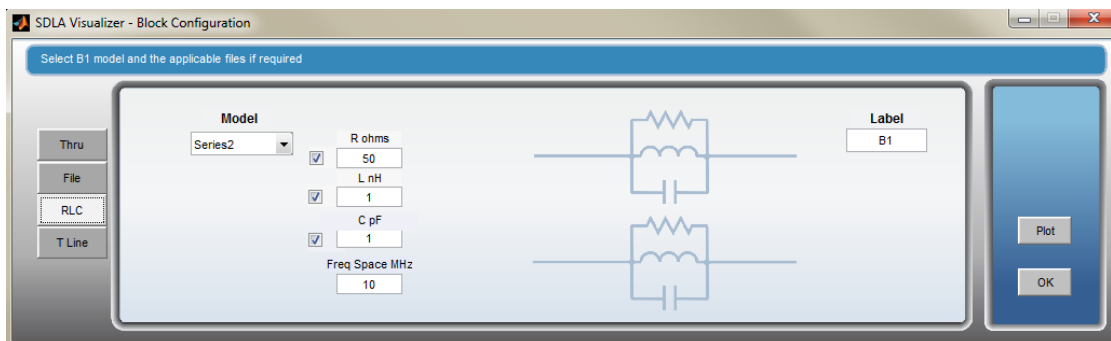 SDLA Visualizer - Block Configuration
Select B1 model and the applicable files if required
Model
Series2
R ohms
50
L nH
1
C pF
1
Freq Space MHz
10
Label
B1
Thru
File
RLC
T Line
Plot
OK